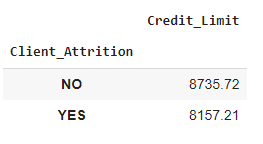 Credit_Limit
Client_Attrition
NO 8735.72
YES 8157.21